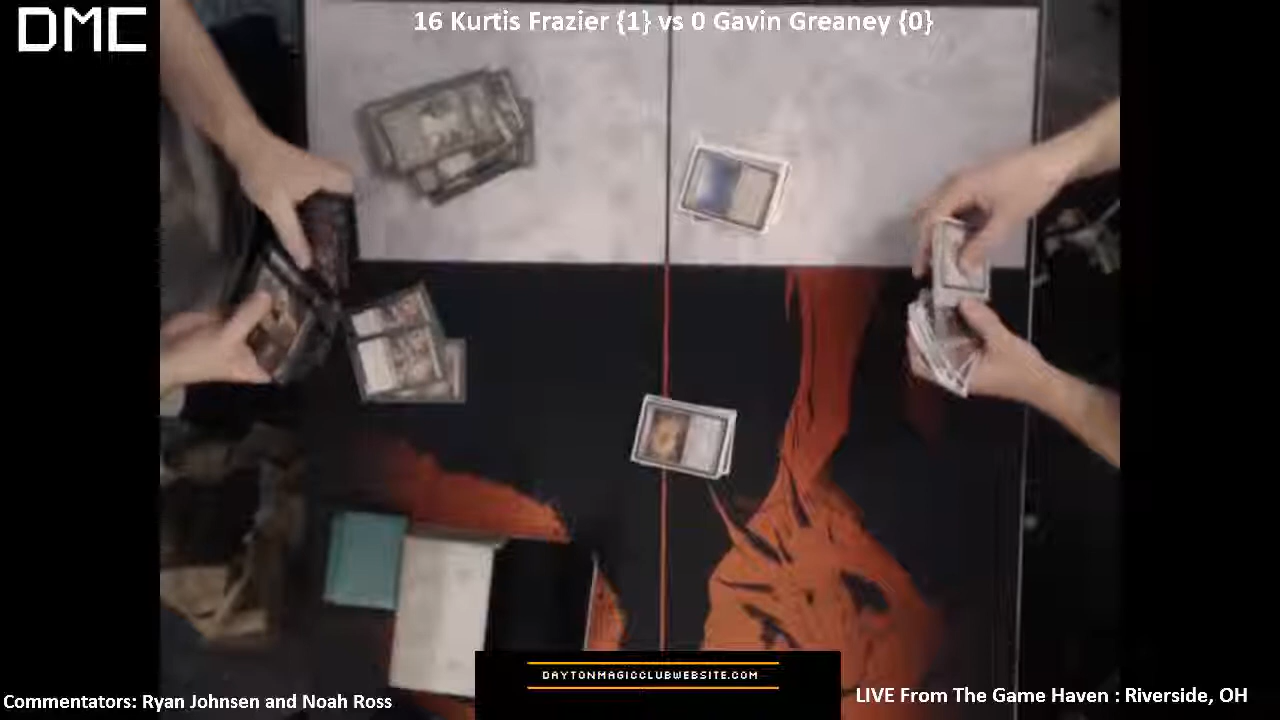 DMC
16 Kurtis Frazier {1} vs 0 Gavin Greaney {0}
DAYTONMAGICCLUBWEBSITE.COM
Commentators: Ryan Johnsen and Noah Ross
LIVE From The Game Haven : Riverside, OH